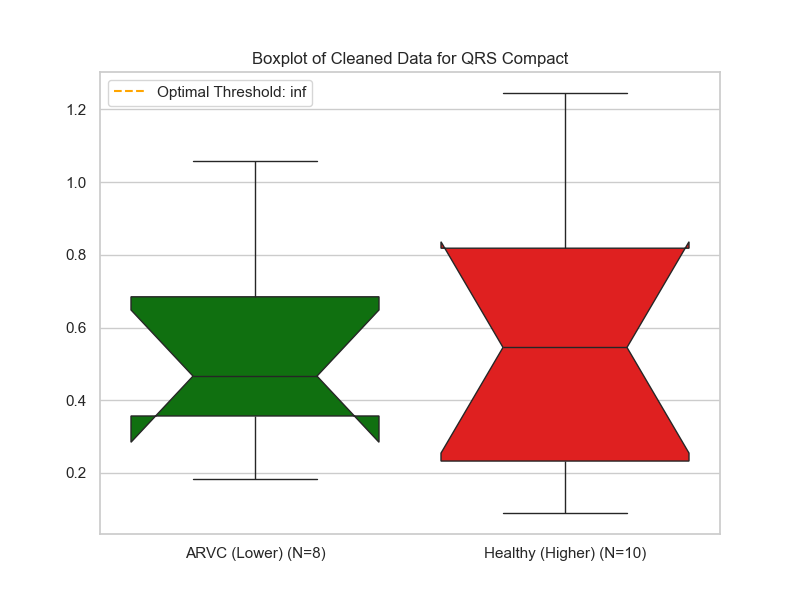 Boxplot of Cleaned Data for QRS Compact
Optimal Threshold: inf
1.2
1.0
0.8
0.6
0.4
0.2
ARVC (Lower) (N=8)
Healthy (Higher) (N=10)